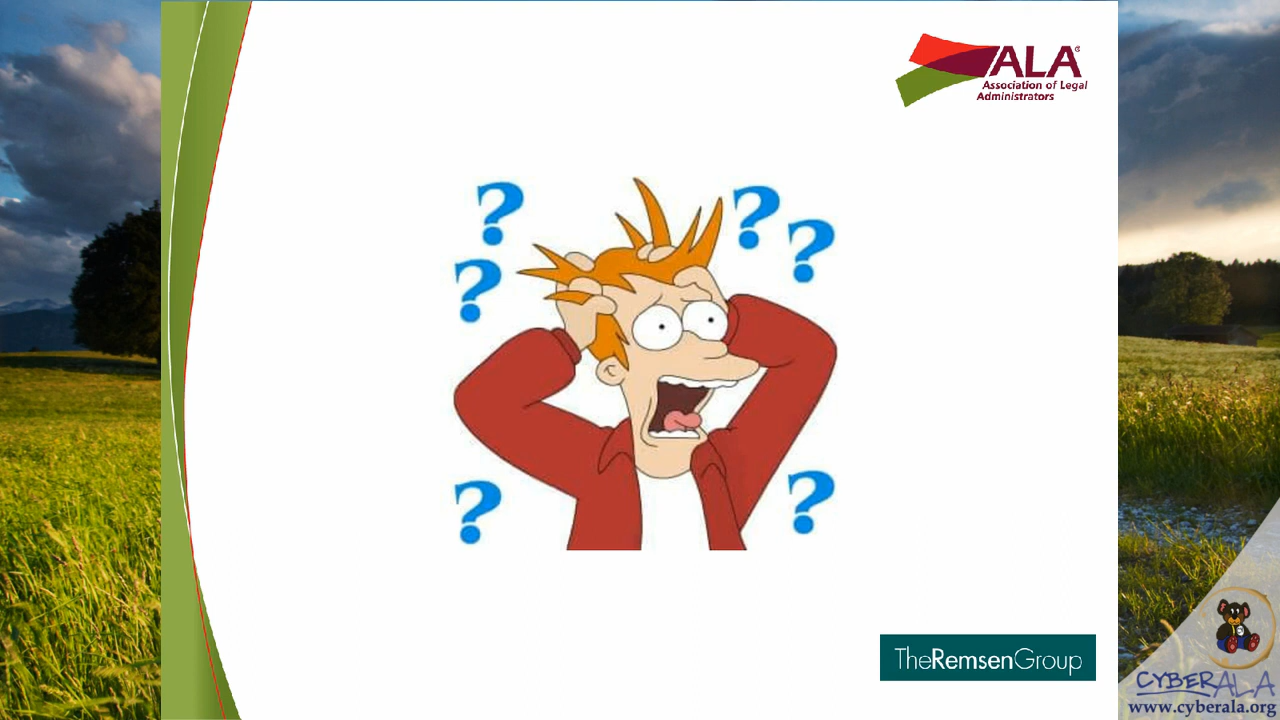 ALA®
Association of Legal
Administrators
? ?
? ?
?
? ?
TheRemsenGroup
CYBERALA
www.cyberala.org